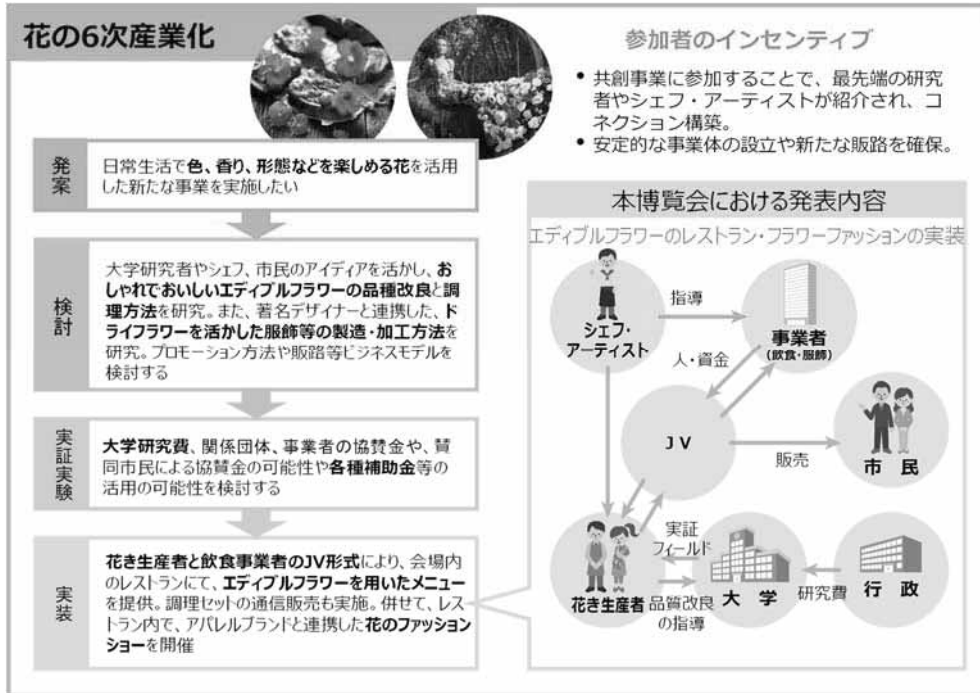 花の6次産業化
参加者のインセンティブ
• 共創事業に参加することで、最先端の研究
者やシェフ・アーティストが紹介され、コ
ネクション構築。
• 安定的な事業体の設立や新たな販路を確保。
発案
日常生活で色、香り、形態などを楽しめる花を活用
した新たな事業を実施したい
検討
大学研究者やシェフ、市民のアイディアを活かし、お
しゃれでおいしいエディブルフラワーの品種改良と調
理方法を研究。また、著名デザイナーと連携した、ド
ライフラワーを活かした服飾等の製造・加工方法を
研究。プロモーション方法や販路等ビジネスモデルを
検討する
実証実験
大学研究費、関係団体、事業者の協賛金や、賛
同市民による協賛金の可能性や各種補助金等の
活用の可能性を検討する
実装
花き生産者と飲食事業者のJV形式により、会場内
のレストランにて、エディブルフラワーを用いたメニュー
を提供。調理セットの通信販売も実施。併せて、レス
トラン内で、アパレルブランドと連携した花のファッション
ショーを開催
本博覧会における発表内容
エディブルフラワーのレストラン・フラワーファッションの実装
シェフ・
アーティスト
指導
事業者
(飲食・服飾)
人・資金
JV
販売
市 民
花き生産者
実証
フィールド
品質改良
の指導
大 学
研究費
行 政